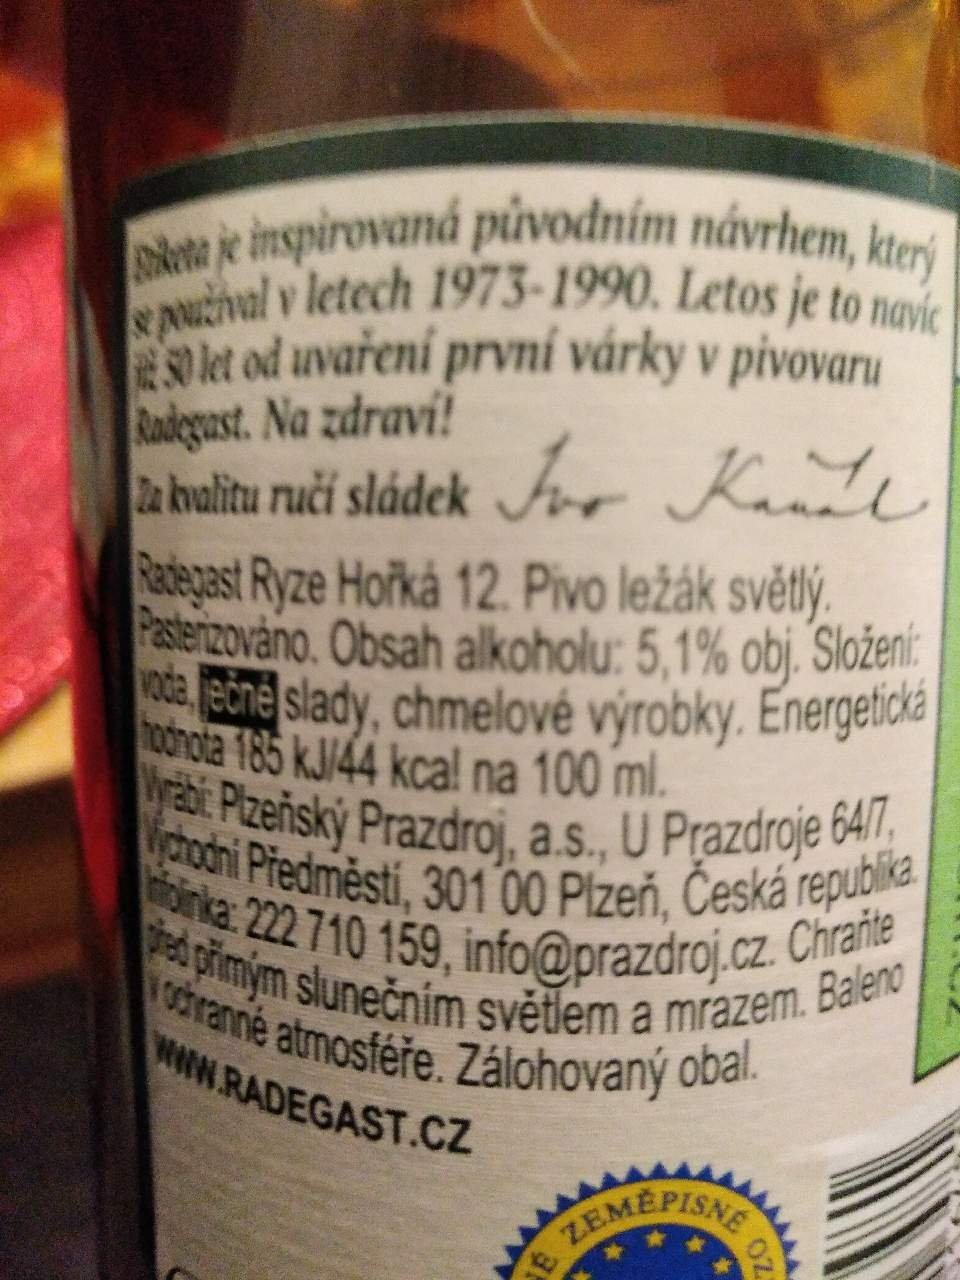 Etiketa je inspirovaná původním návrhem, který
se používal v letech 1973-1990. Letos je to navíc
již 50 let od uvaření první várky v pivovaru
Radegast. Na zdraví!
Za kvalitu ručí sládek Ivo Kaňák
Radegast Ryze Hořká 12. Pivo ležák světlý.
Pasterizováno. Obsah alkoholu: 5,1% obj. Složení:
voda, ječné slady, chmelové výrobky. Energetická
hodnota 185 kJ/44 kcal na 100 ml.
Vyrábí: Plzeňský Prazdroj, a.s., U Prazdroje 64/7,
Východní Předměstí, 301 00 Plzeň, Česká republika.
Infolinka: 222 710 159, info@prazdroj.cz. Chraňte
před přímým slunečním světlem a mrazem. Baleno
v ochranné atmosféře. Zálohovaný obal.
WWW.RADEGAST.CZ
ZEMĚPISNÉ